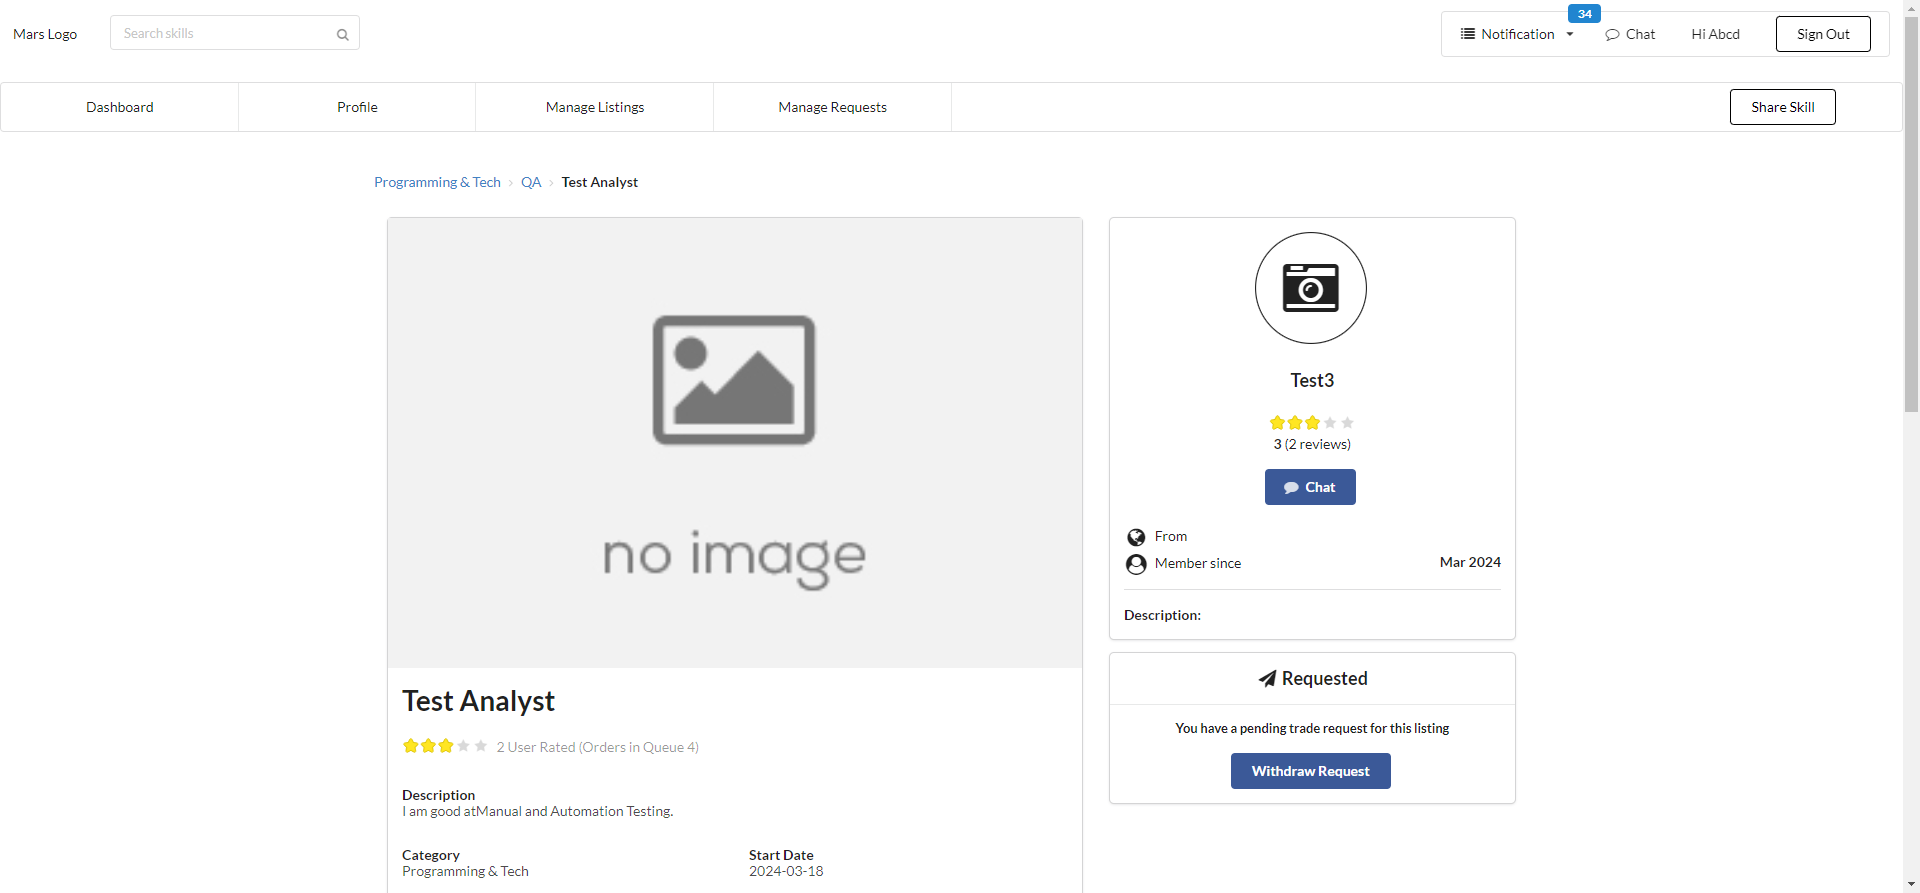 Mars Logo
Search skills
34
Notification
Chat
Hi Abcd
Sign Out
Dashboard
Profile
Manage Listings
Manage Requests
Share Skill
Programming & Tech
QA
Test Analyst
no image
Test Analyst
2 User Rated (Orders in Queue 4)
Description
I am good atManual and Automation Testing.
Category
Programming & Tech
Start Date
2024-03-18
Test3
3 (2 reviews)
Chat
From
Member since
Mar 2024
Description:
Requested
You have a pending trade request for this listing
Withdraw Request